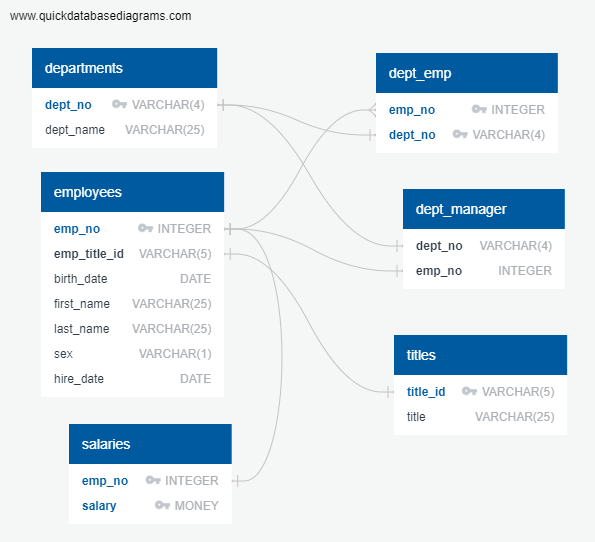 www.quickdatabasediagrams.com
departments
dept_no VARCHAR(4)
dept_name VARCHAR(25)
employees
emp_no INTEGER
emp_title_id VARCHAR(5)
birth_date DATE
first_name VARCHAR(25)
last_name VARCHAR(25)
sex VARCHAR(1)
hire_date DATE
salaries
emp_no INTEGER
salary MONEY
dept_emp
emp_no INTEGER
dept_no VARCHAR(4)
dept_manager
dept_no VARCHAR(4)
emp_no INTEGER
titles
title_id VARCHAR(5)
title VARCHAR(25)